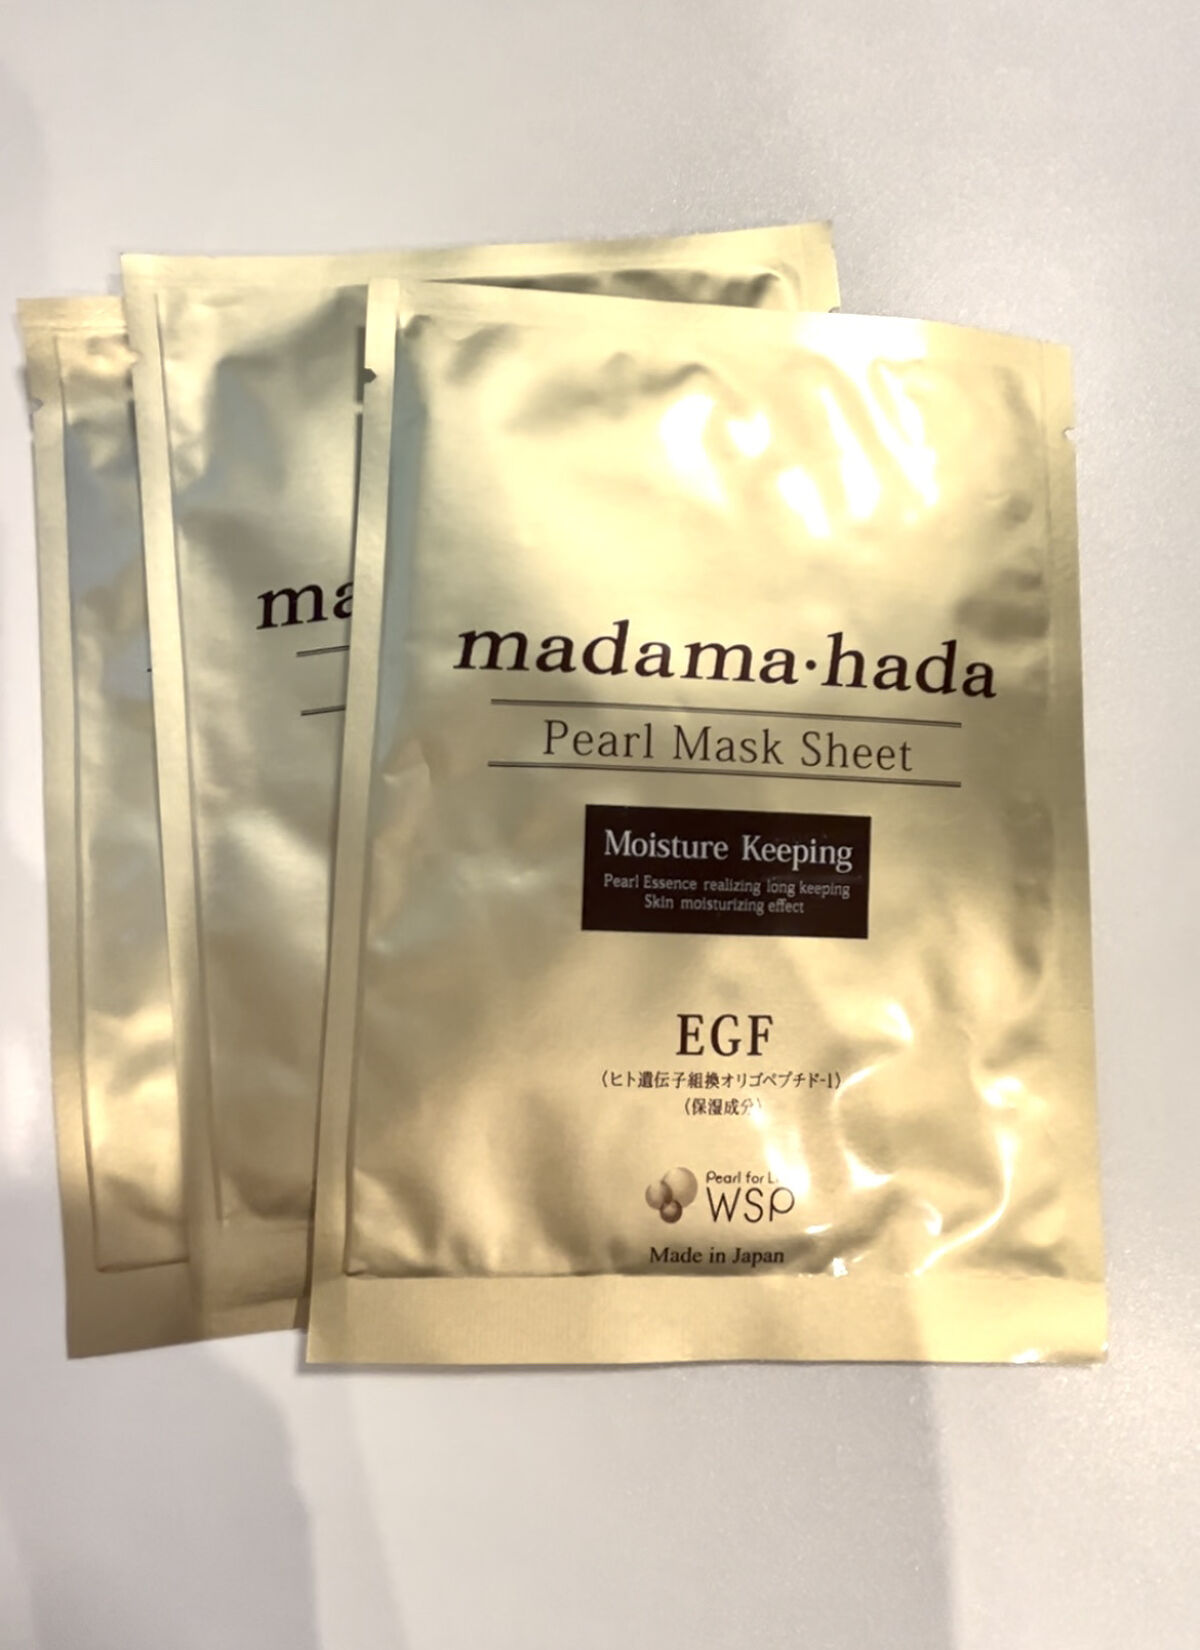 ma
madama·hada
Pearl Mask Sheet
Moisture Keeping
Pearl Essence realizing long keeping
Skin moisturizing effect
EGF
(ヒト遺伝子組換オリゴペプチド-1)
(保湿成分)
Pearl for
WSP
Made in Japan